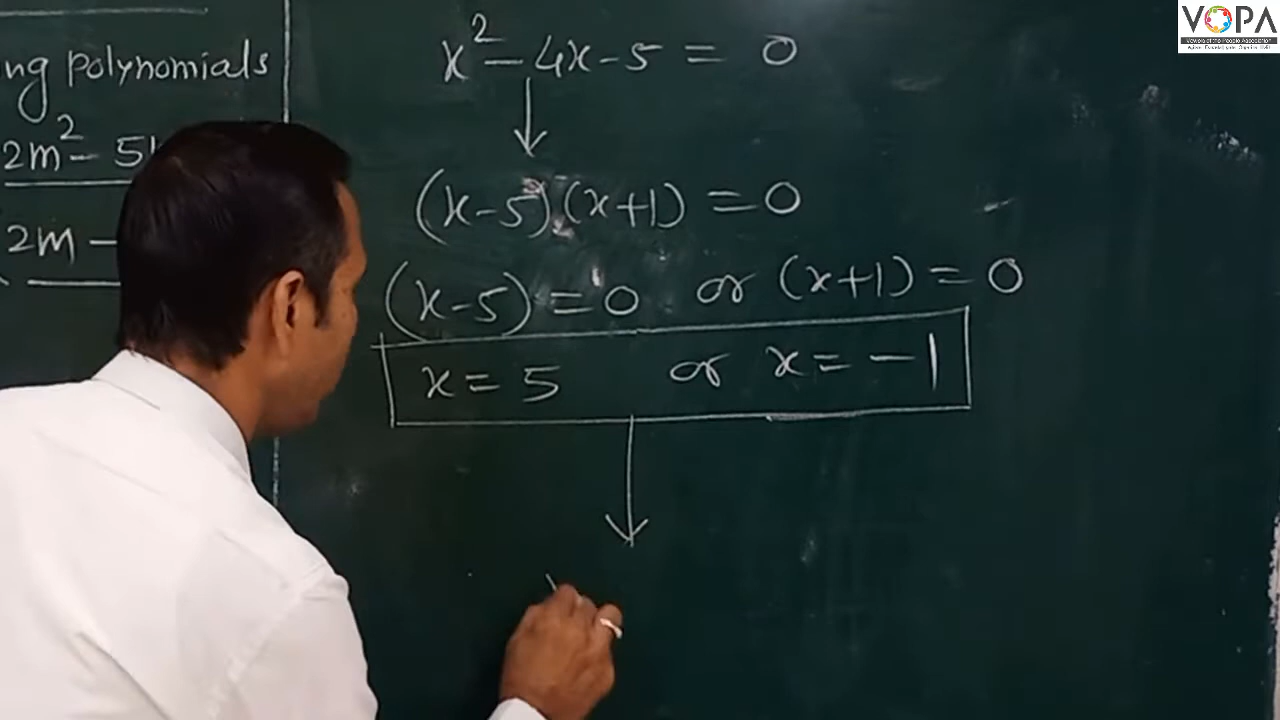 ng polynomials
2m² - 5
2m -
x² - 4x - 5 = 0
(x-5)(x+1) = 0
(x-5) = 0 or (x+1) = 0
x = 5 or x = -1
VOPA